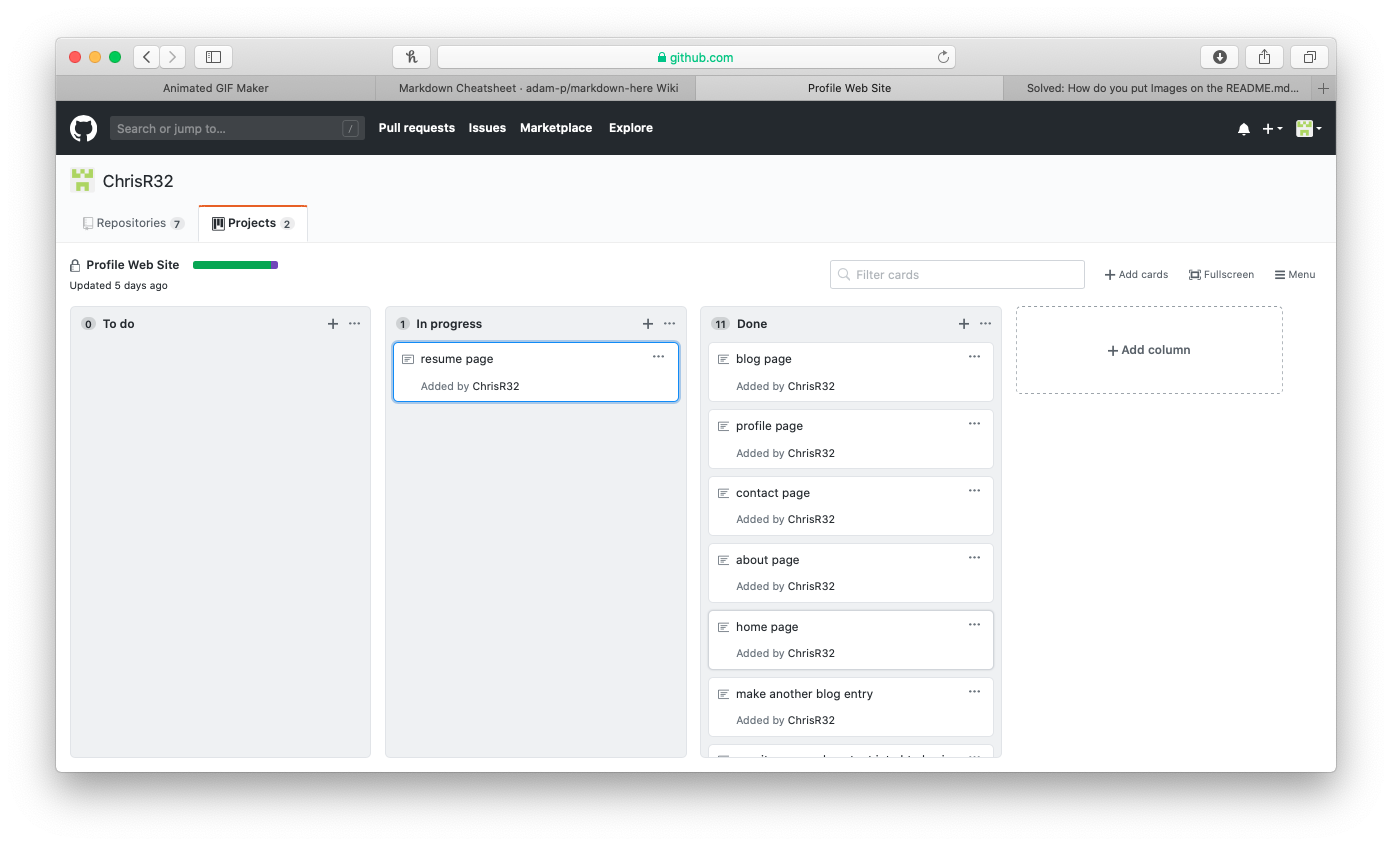 github.com
Animated GIF Maker
Markdown Cheatsheet · adam-p/markdown-here Wiki
Profile Web Site
Solved: How do you put Images on the README.md...
Search or jump to... /
Pull requests Issues Marketplace Explore
ChrisR32
Repositories 7
Projects 2
Profile Web Site
Updated 5 days ago
Filter cards
Add cards
Fullscreen
Menu
0 To do
1 In progress
resume page
Added by ChrisR32
11 Done
blog page
Added by ChrisR32
profile page
Added by ChrisR32
contact page
Added by ChrisR32
about page
Added by ChrisR32
home page
Added by ChrisR32
make another blog entry
Added by ChrisR32
Add column